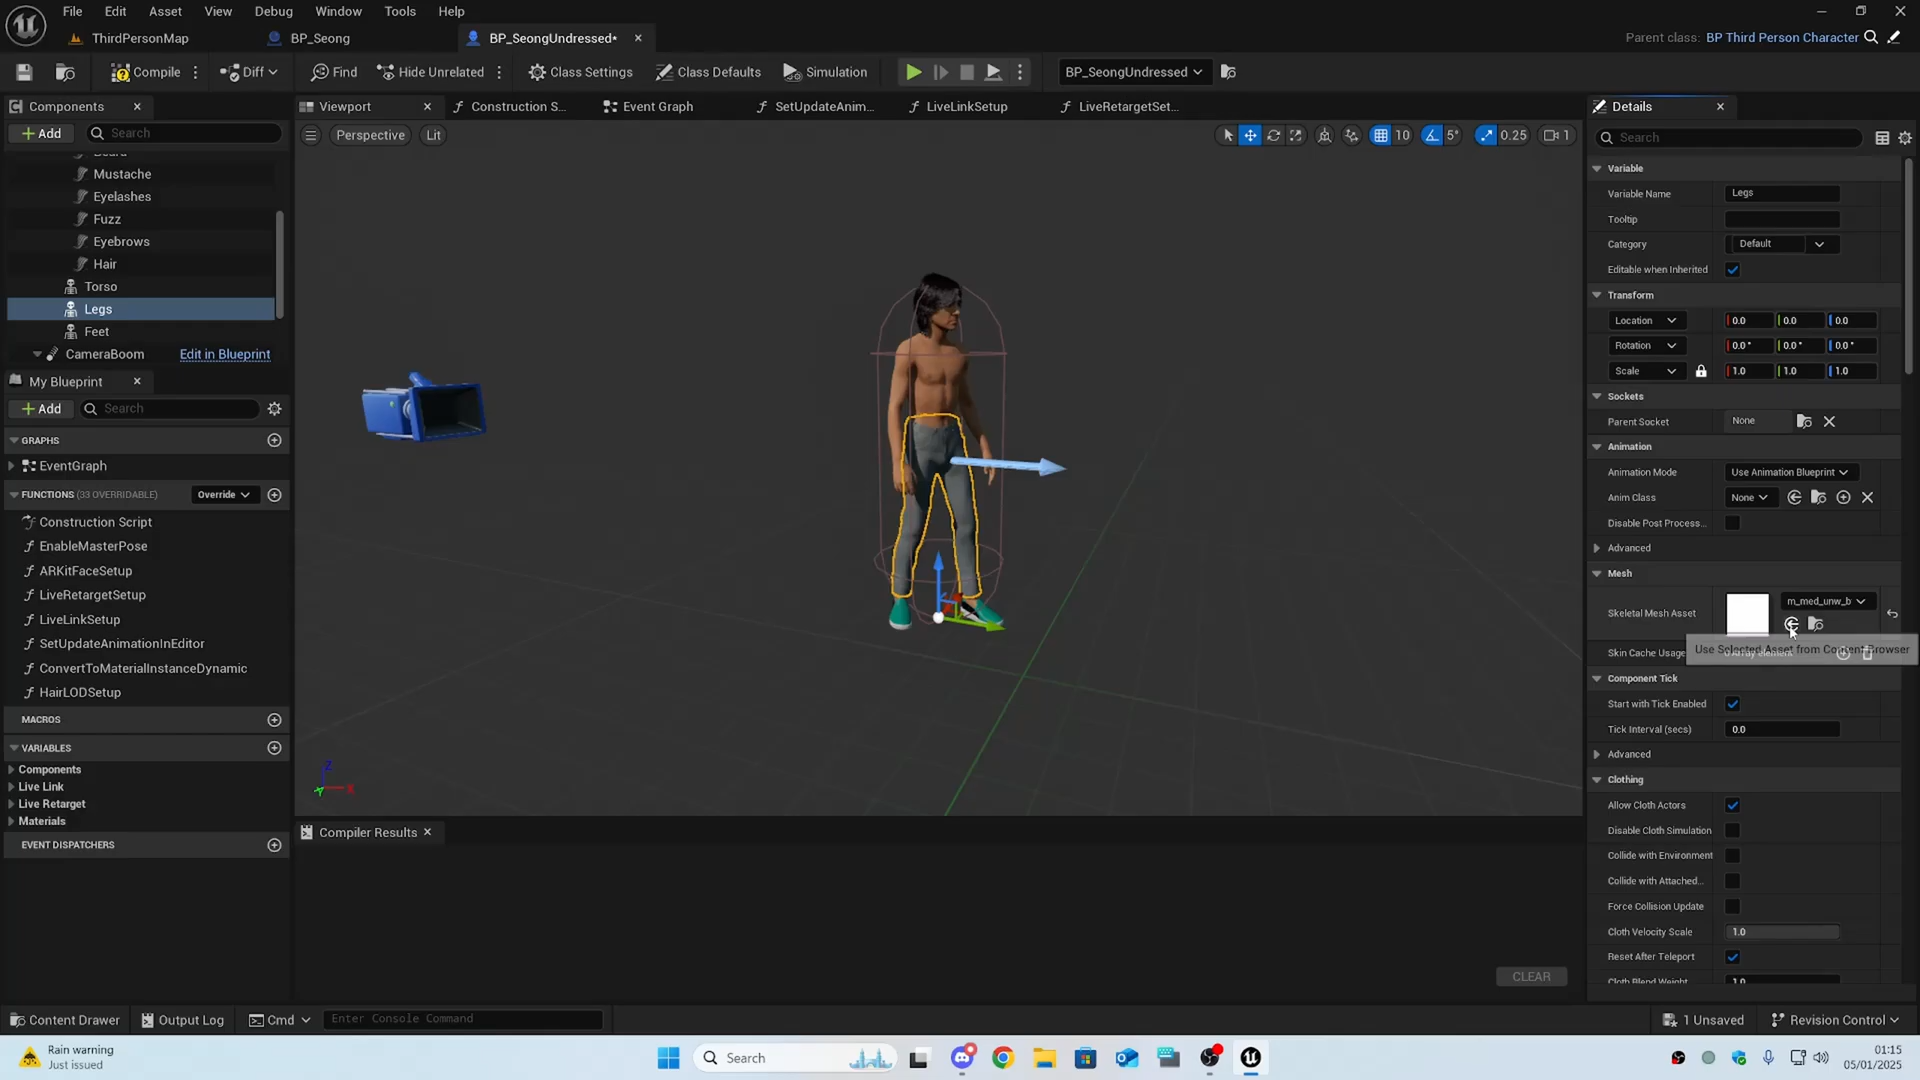 File Edit Asset View Debug Window Tools Help
ThirdPersonMap BP_Seong BP_SeongUndressed*
Parent class: BP Third Person Character
Compile Diff Find Hide Unrelated Class Settings Class Defaults Simulation BP_SeongUndressed
Components
Add Search
Beard
Mustache
Eyelashes
Fuzz
Eyebrows
Hair
Torso
Legs
Feet
CameraBoom Edit in Blueprint
My Blueprint
Add Search
GRAPHS
EventGraph
FUNCTIONS (33 OVERRIDABLE) Override
Construction Script
EnableMasterPose
ARKitFaceSetup
LiveRetargetSetup
LiveLinkSetup
SetUpdateAnimationInEditor
ConvertToMaterialInstanceDynamic
HairLODSetup
MACROS
VARIABLES
Components
Live Link
Live Retarget
Materials
EVENT DISPATCHERS
Viewport Construction S... Event Graph SetUpdateAnim... LiveLinkSetup LiveRetargetSet...
Perspective Lit
10 5° 0.25 1
Z
X
Y
Compiler Results
CLEAR
Details
Search
Variable
Variable Name Legs
Tooltip
Category Default
Editable when Inherited
Transform
Location 0.0 0.0 0.0
Rotation 0.0° 0.0° 0.0°
Scale 1.0 1.0 1.0
Sockets
Parent Socket None
Animation
Animation Mode Use Animation Blueprint
Anim Class None
Disable Post Process...
Advanced
Mesh
Skeletal Mesh Asset m_med_unw_b
Use Selected Asset from Content Browser
Skin Cache Usage
Component Tick
Start with Tick Enabled
Tick Interval (secs) 0.0
Advanced
Clothing
Allow Cloth Actors
Disable Cloth Simulation
Collide with Environment
Collide with Attached...
Force Collision Update
Cloth Velocity Scale 1.0
Reset After Teleport
Cloth Blend Weight 1.0
Content Drawer Output Log Cmd Enter Console Command
1 Unsaved Revision Control
Rain warning
Just issued
Search
01:15
05/01/2025